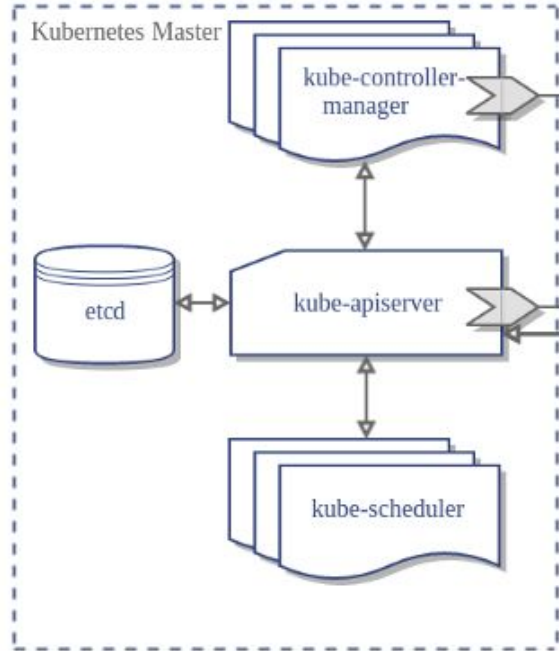 Kubernetes Master
kube-controller-
manager
etcd
kube-apiserver
kube-scheduler